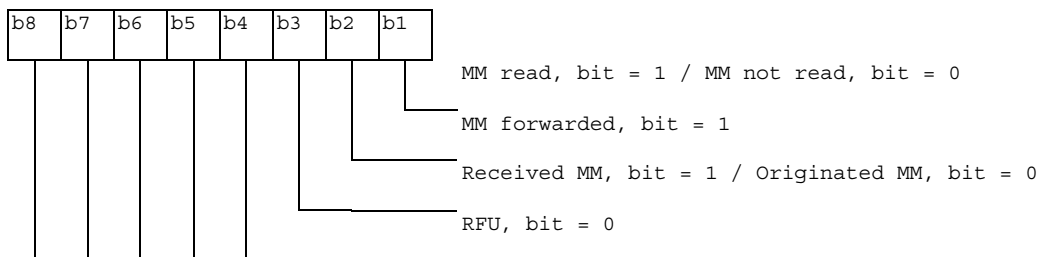 b8 b7 b6 b5 b4 b3 b2 b1
MM read, bit = 1 / MM not read, bit = 0
MM forwarded, bit = 1
Received MM, bit = 1 / Originated MM, bit = 0
RFU, bit = 0